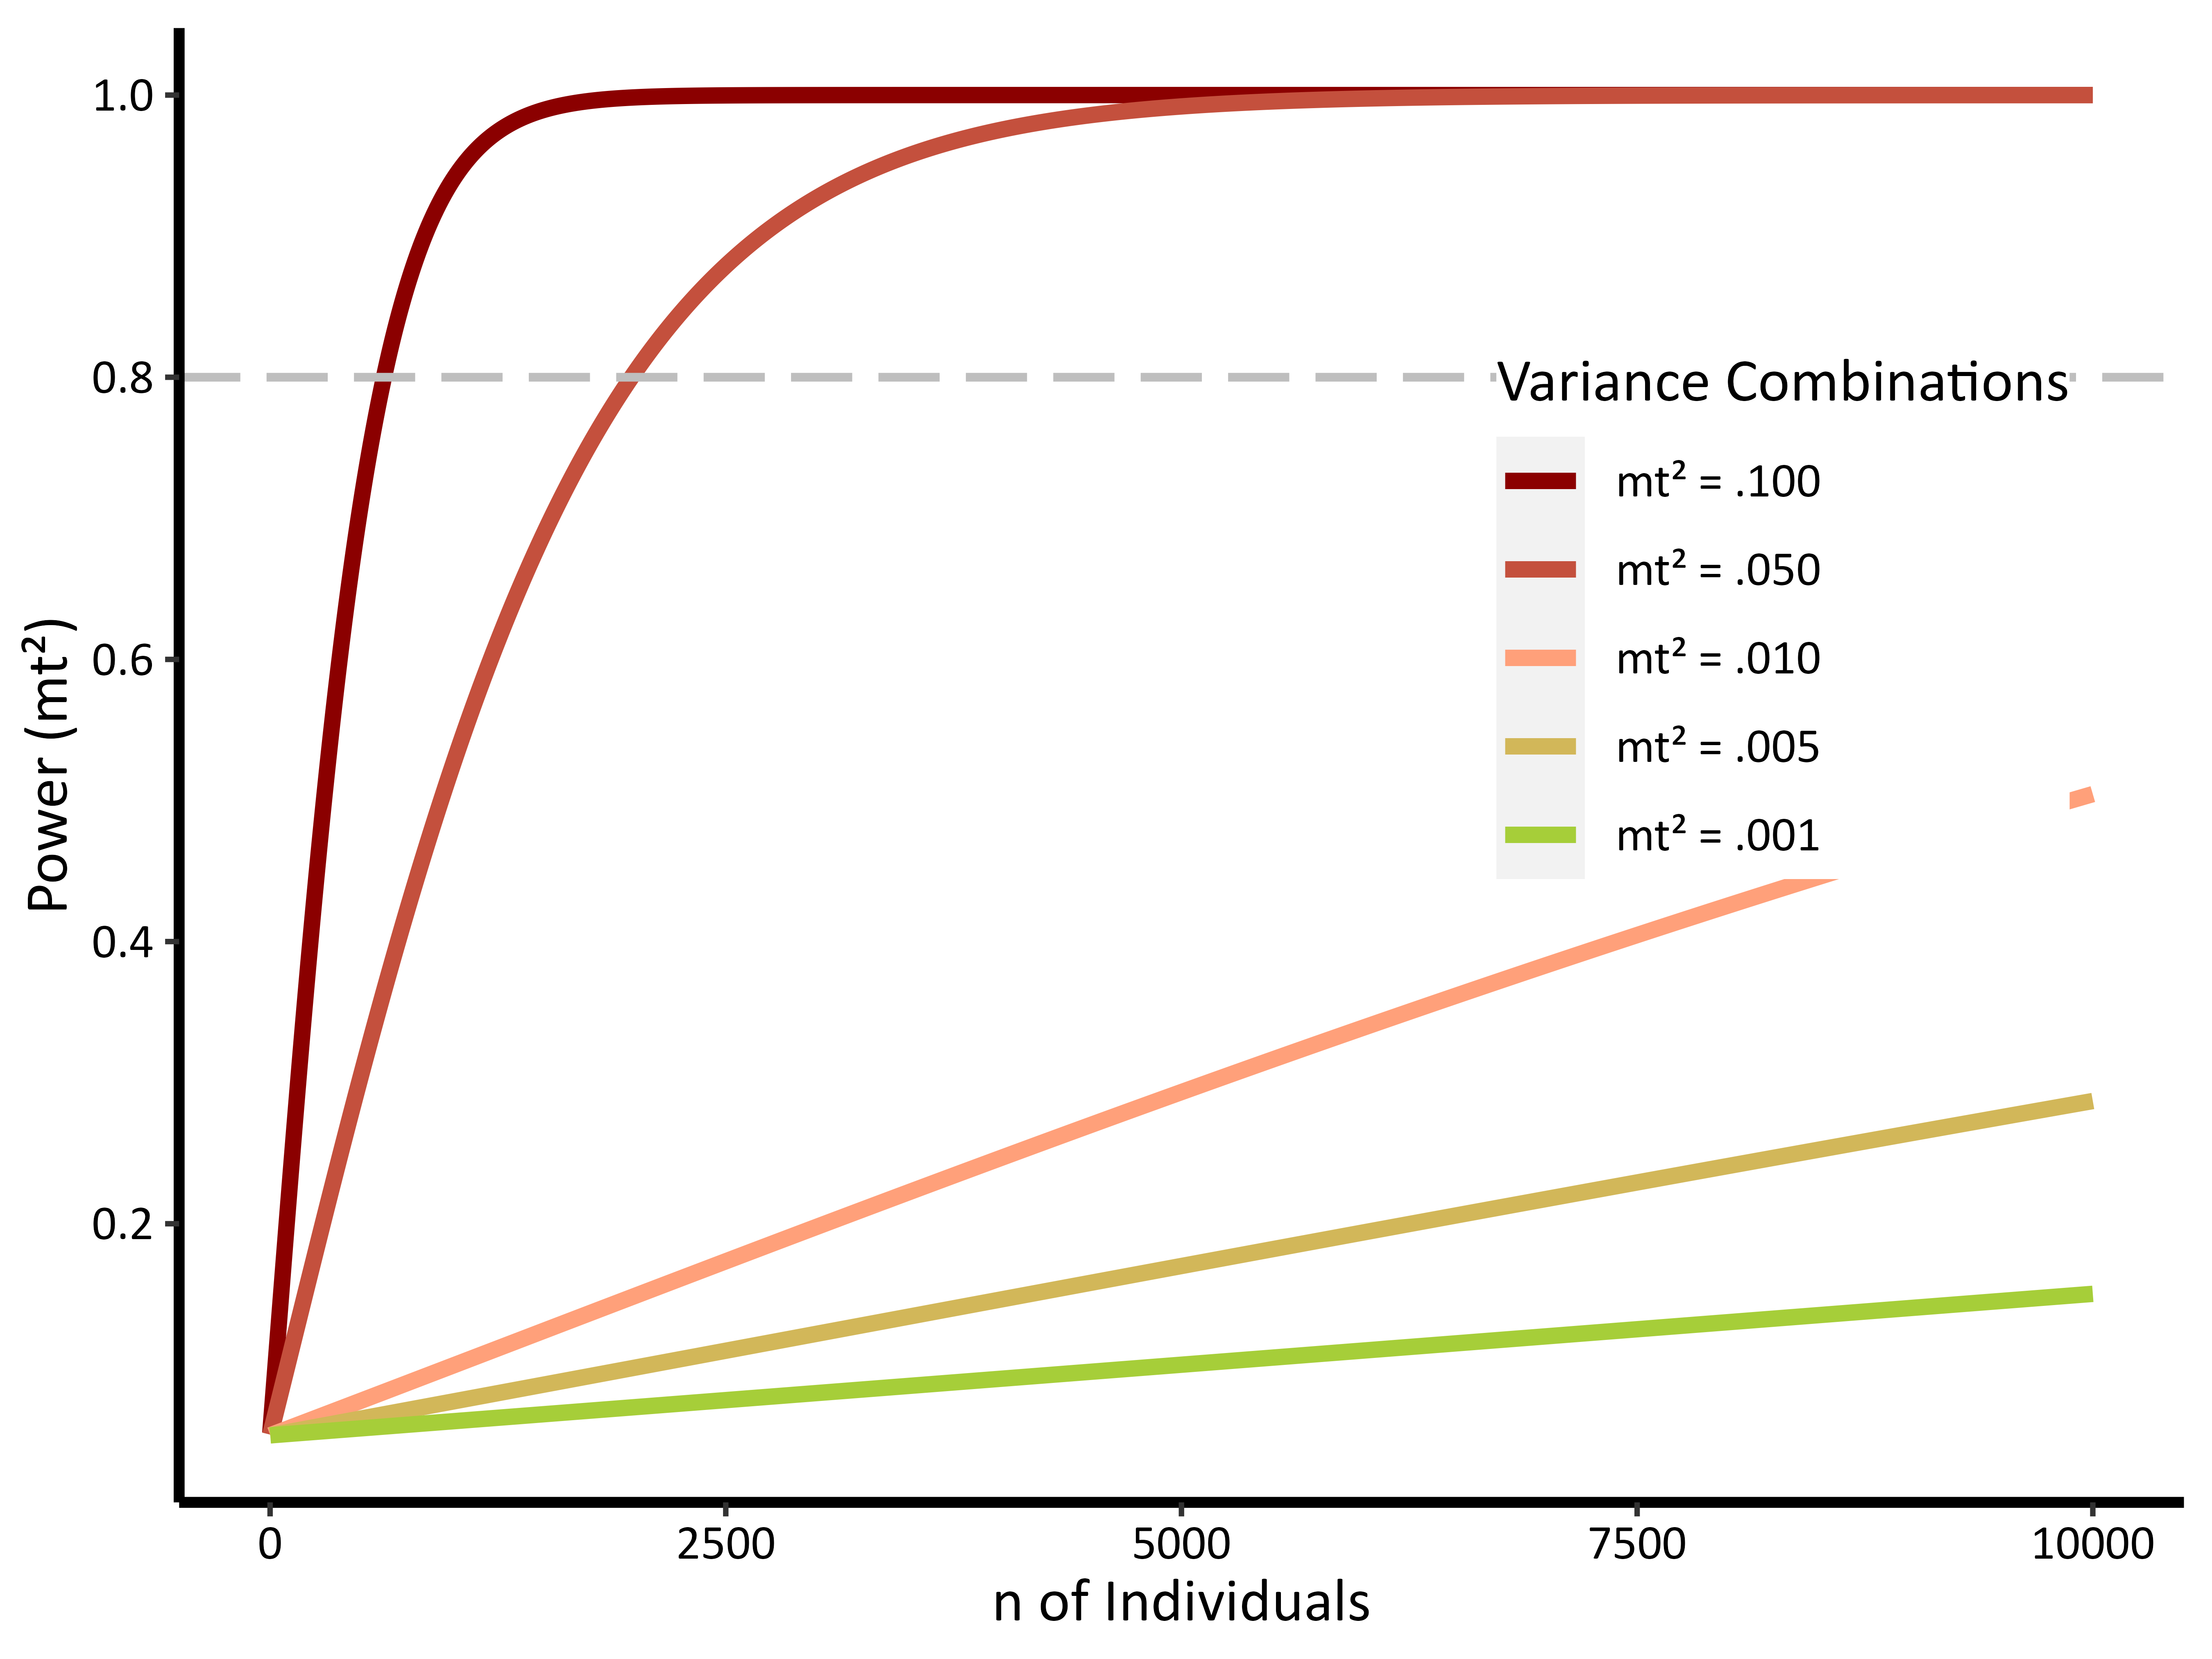 1.0
0.8
0.6
0.4
0.2
Power (mt²)
Variance Combinations
mt² = .100
mt² = .050
mt² = .010
mt² = .005
mt² = .001
0 2500 5000 7500 10000
n of Individuals